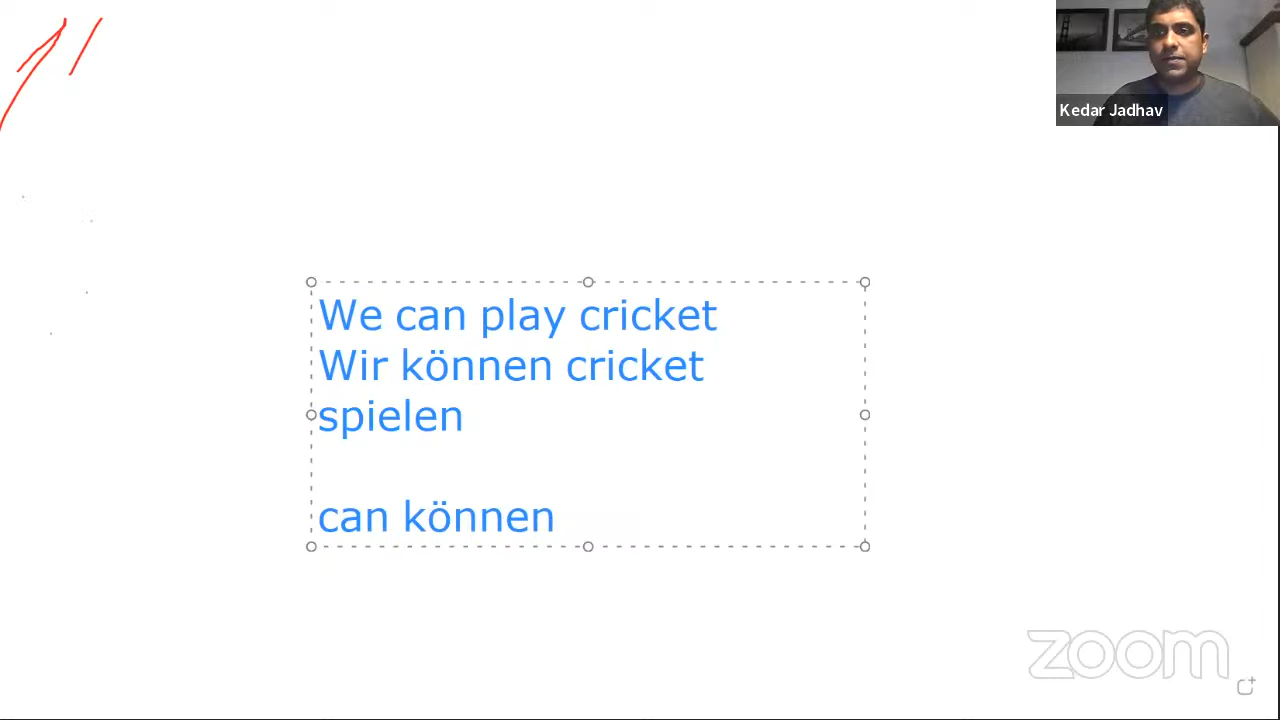 Kedar Jadhav
We can play cricket
Wir können cricket
spielen
can können
zoom